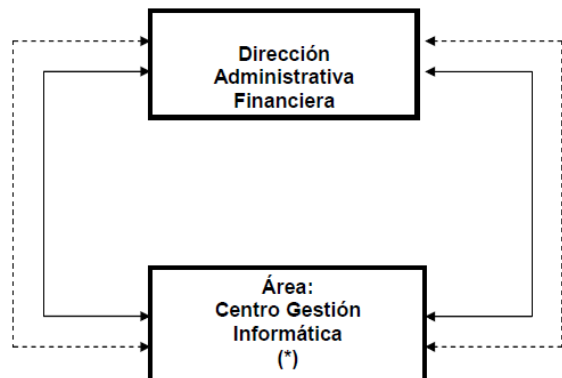 Dirección
Administrativa
Financiera
Área:
Centro Gestión
Informática
(*)